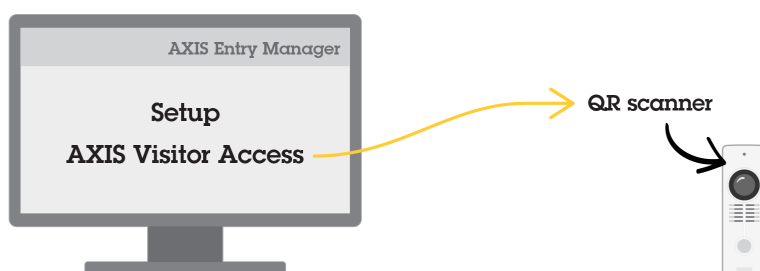 AXIS Entry Manager
Setup
AXIS Visitor Access
QR scanner